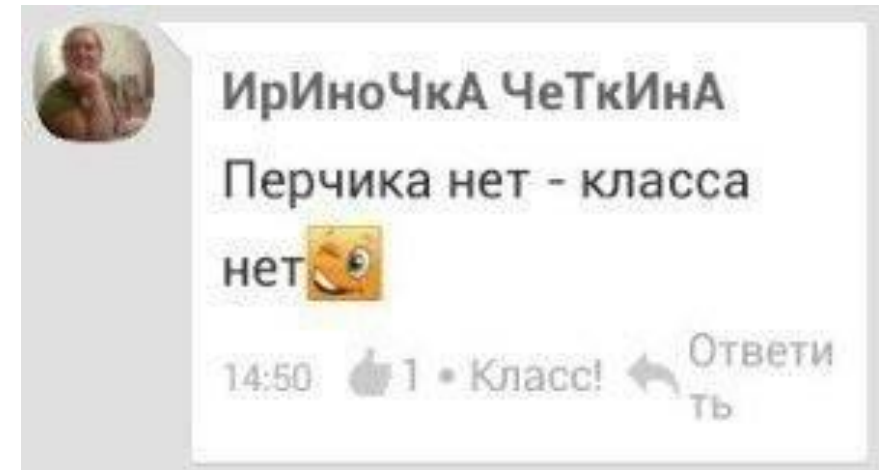 ИрИноЧкА ЧеТкИнА
Перчика нет - класса
нет
14:50 1 • Класс! Ответи
ть